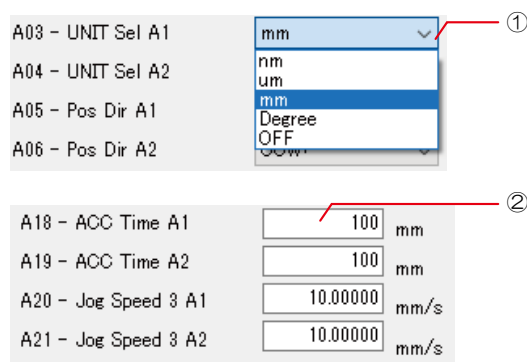 A03 - UNIT Sel A1 mm ①
A04 - UNIT Sel A2 nm
um
A05 - Pos Dir A1 mm
Degree
A06 - Pos Dir A2 OFF
②
A18 - ACC Time A1 100 mm
A19 - ACC Time A2 100 mm
A20 - Jog Speed 3 A1 10.00000 mm/s
A21 - Jog Speed 3 A2 10.00000 mm/s